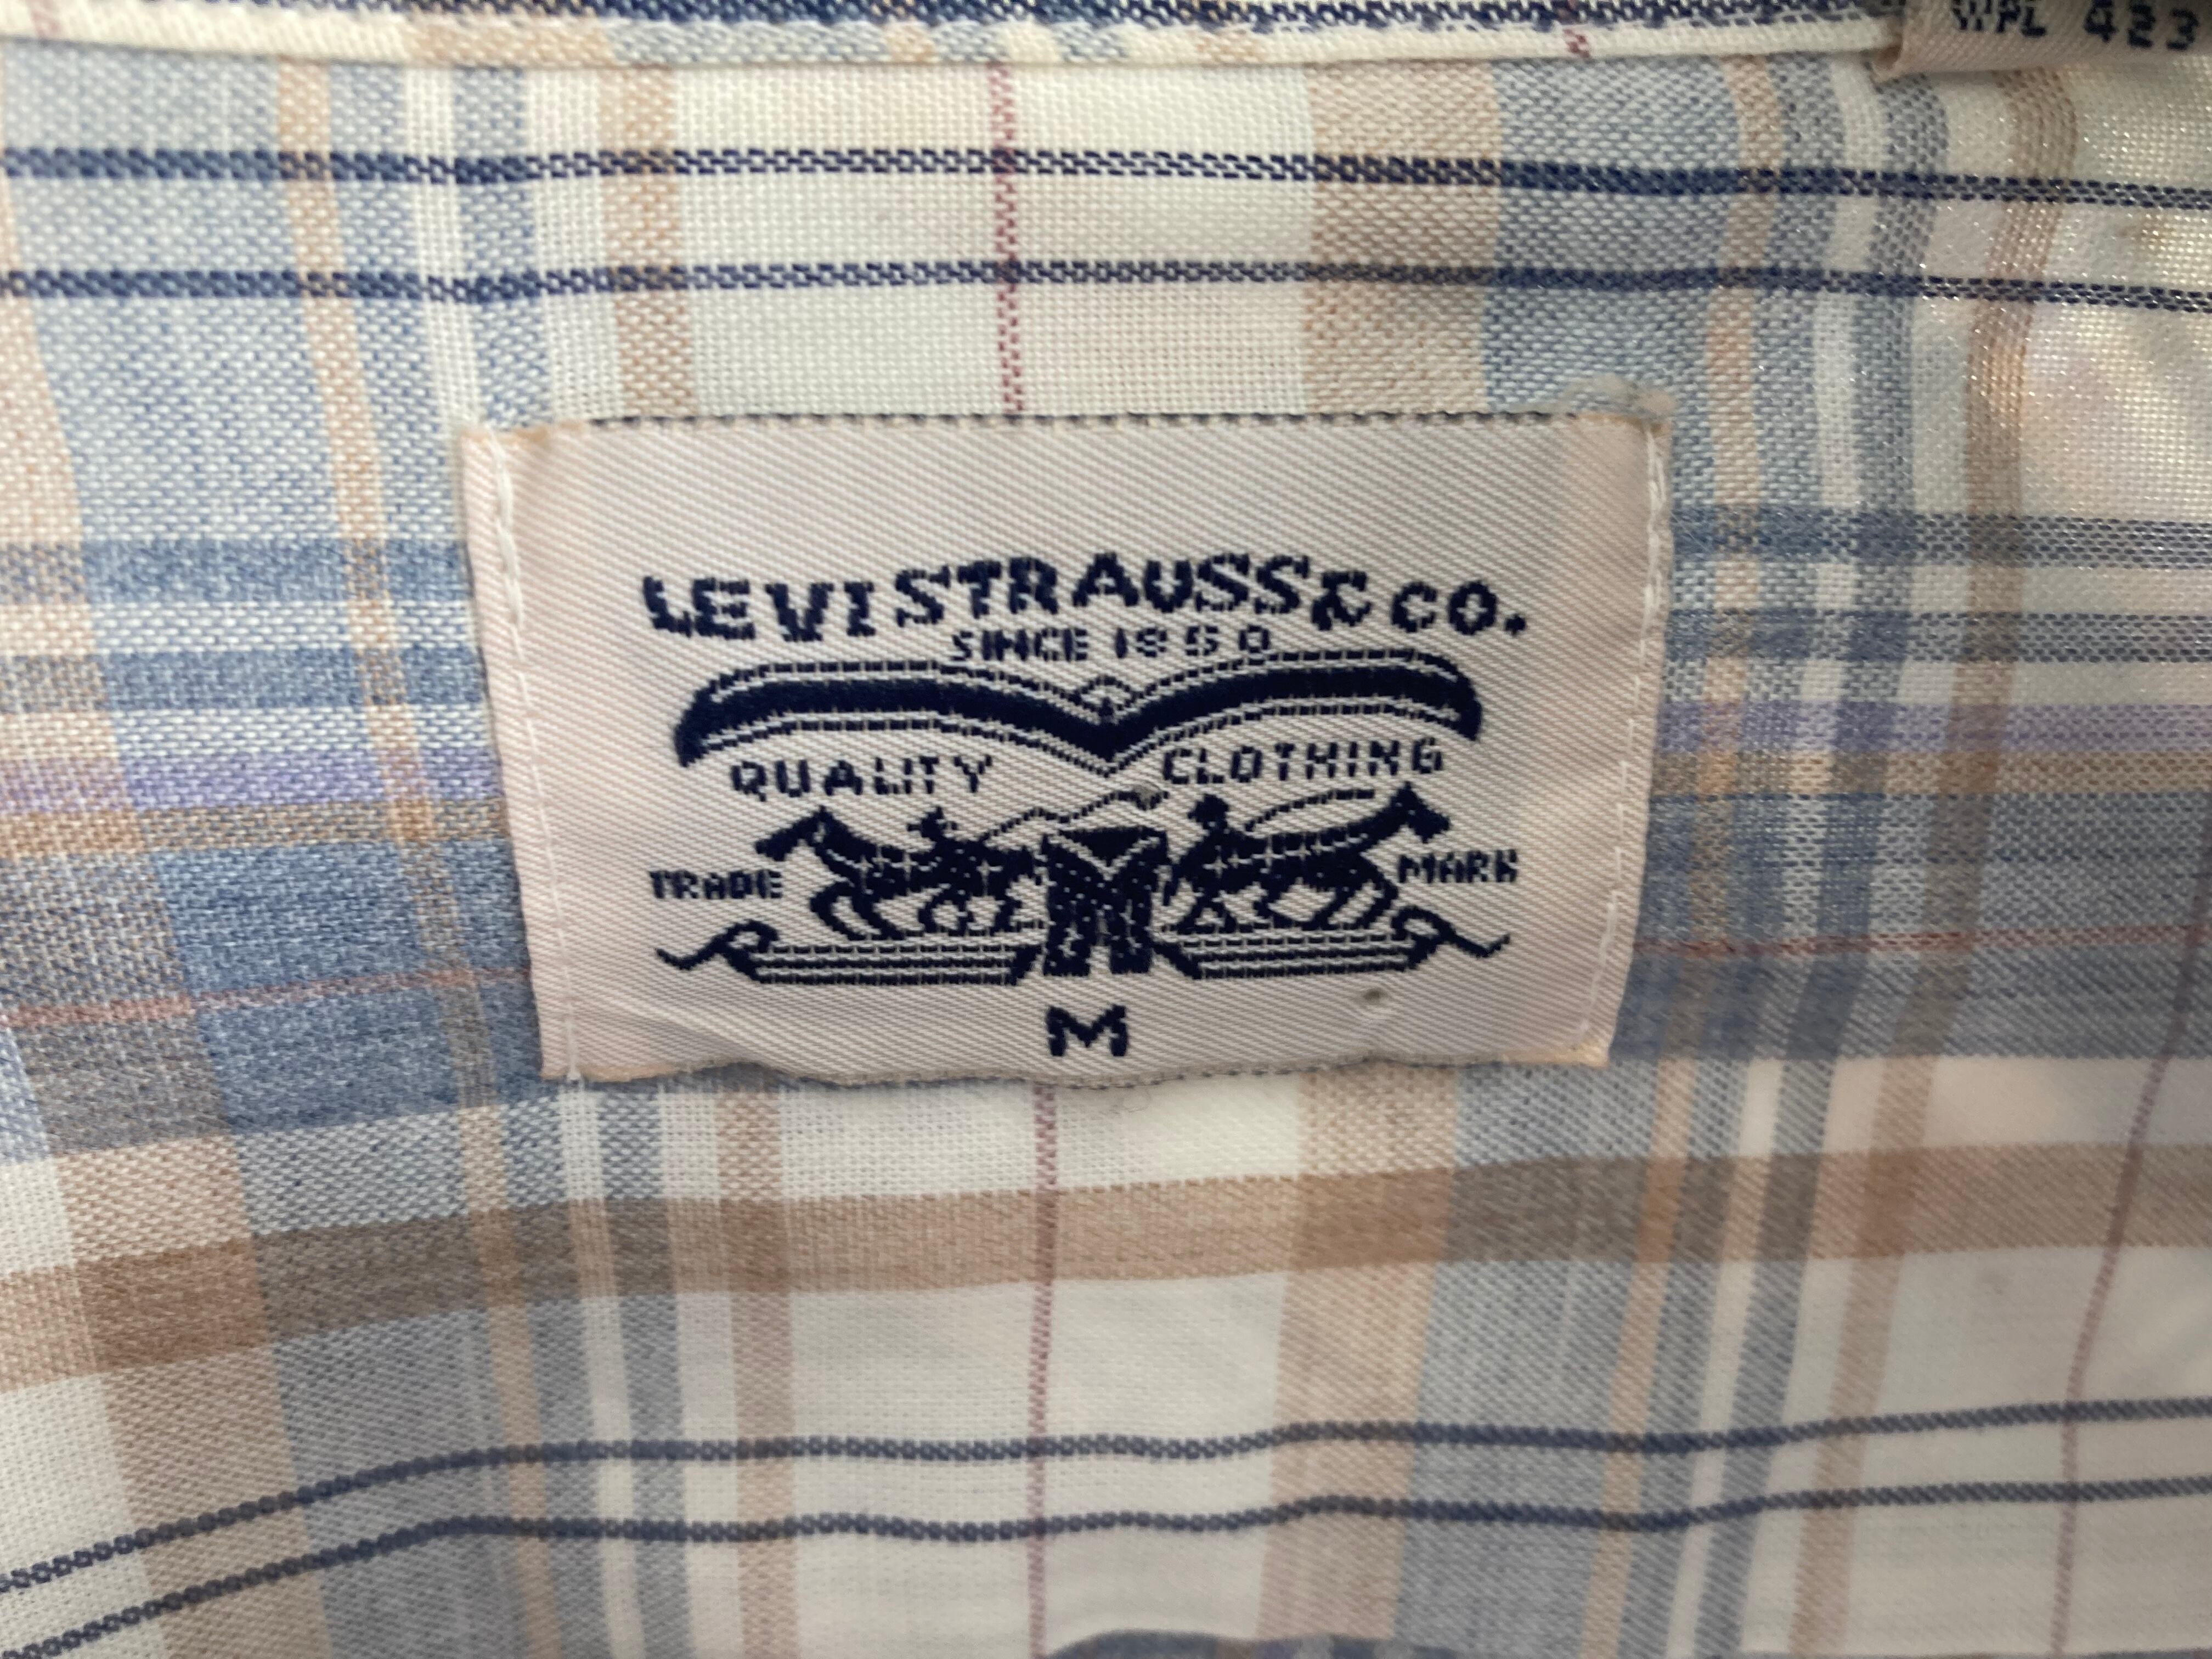 WPL 423
LEVI STRAUSS & CO.
SINCE 1850
QUALITY CLOTHING
TRADE MARK
M